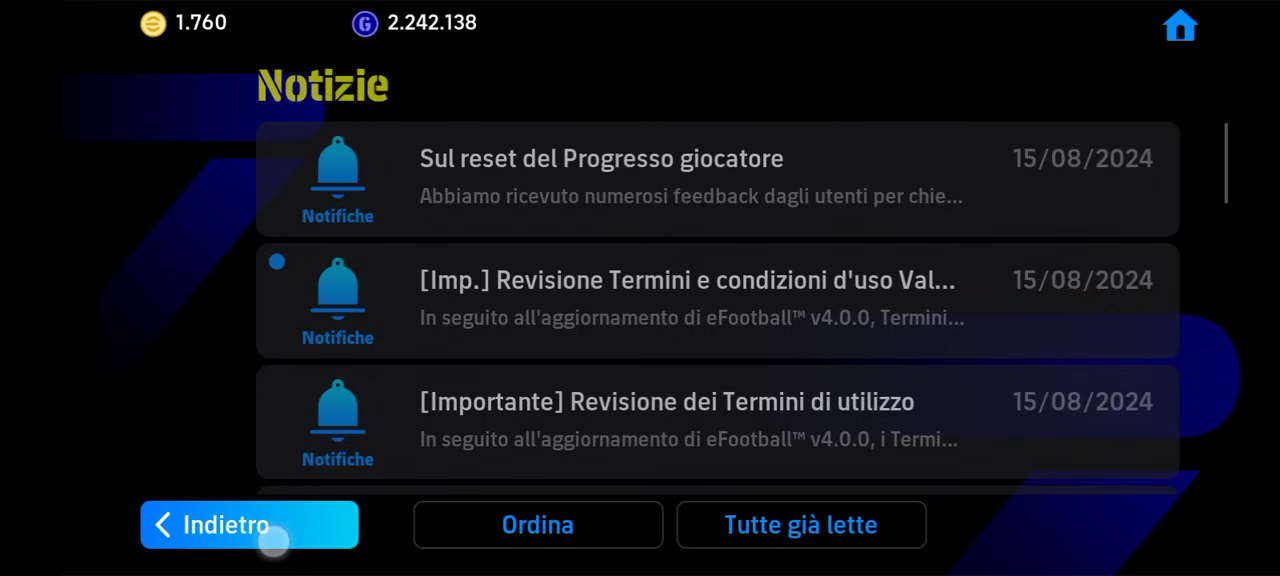 1.760
2.242.138
Notizie
Sul reset del Progresso giocatore
15/08/2024
Abbiamo ricevuto numerosi feedback dagli utenti per chie...
Notifiche
[Imp.] Revisione Termini e condizioni d'uso Val...
15/08/2024
In seguito all'aggiornamento di eFootball™ v4.0.0, Termini...
Notifiche
[Importante] Revisione dei Termini di utilizzo
15/08/2024
In seguito all'aggiornamento di eFootball™ v4.0.0, i Termi...
Notifiche
Indietro
Ordina
Tutte già lette